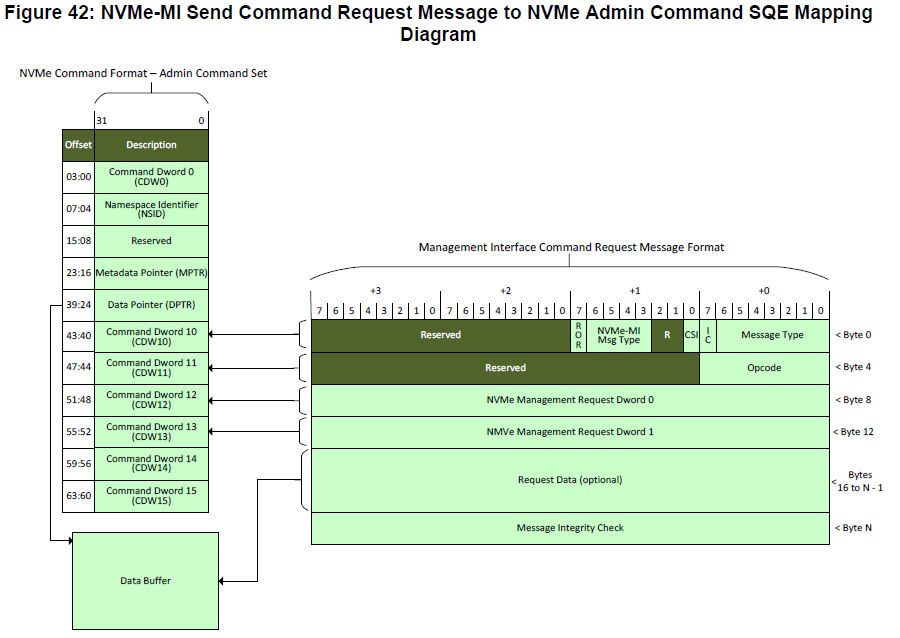 Figure 42: NVMe-MI Send Command Request Message to NVMe Admin Command SQE Mapping
Diagram
NVMe Command Format – Admin Command Set
31 0
Offset Description
03:00 Command Dword 0
(CDW0)
07:04 Namespace Identifier
(NSID)
15:08 Reserved
23:16 Metadata Pointer (MPTR)
39:24 Data Pointer (DPTR)
43:40 Command Dword 10
(CDW10)
47:44 Command Dword 11
(CDW11)
51:48 Command Dword 12
(CDW12)
55:52 Command Dword 13
(CDW13)
59:56 Command Dword 14
(CDW14)
63:60 Command Dword 15
(CDW15)
Data Buffer
Management Interface Command Request Message Format
+3 +2 +1 +0
7 6 5 4 3 2 1 0 7 6 5 4 3 2 1 0 7 6 5 4 3 2 1 0 7 6 5 4 3 2 1 0
Reserved ROR NVMe-MI Msg Type R CSI IC Message Type < Byte 0
Reserved Opcode < Byte 4
NVMe Management Request Dword 0 < Byte 8
NMVe Management Request Dword 1 < Byte 12
Request Data (optional) < Bytes 16 to N - 1
Message Integrity Check < Byte N